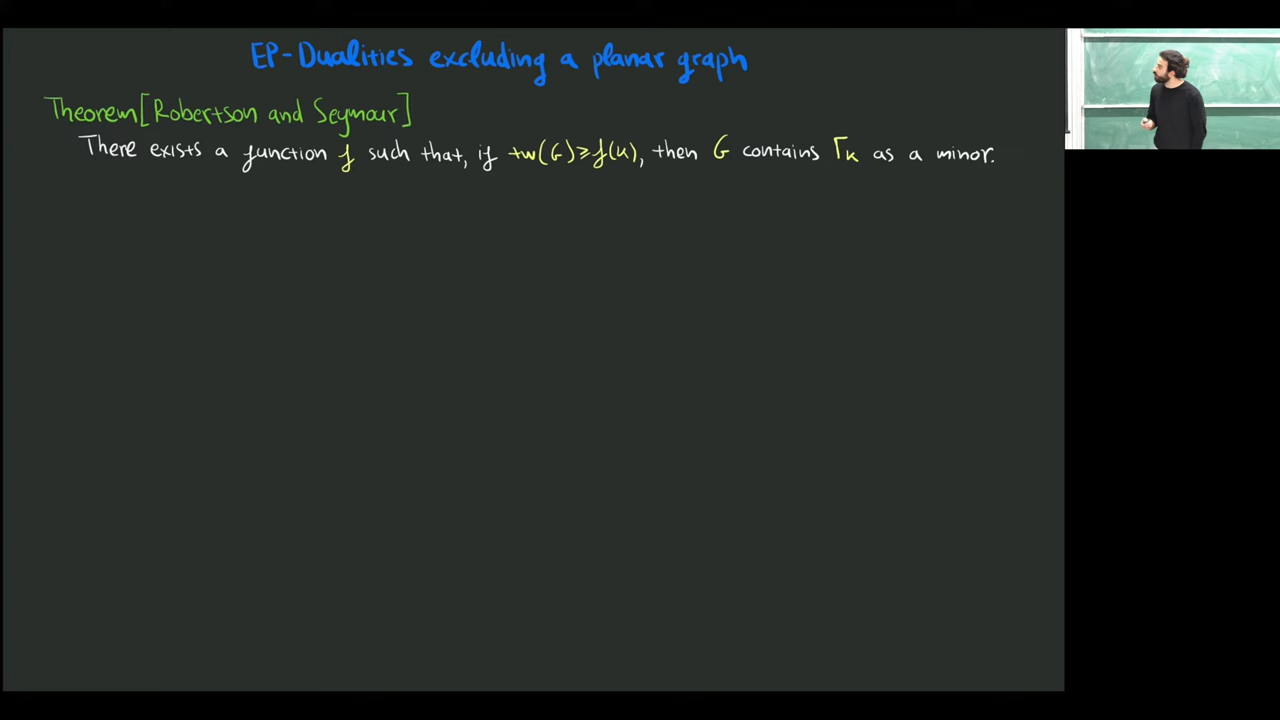 EP-Dualities excluding a planar graph
Theorem[Robertson and Seymour]
There exists a function f such that, if tw(G)≥f(k), then G contains Γk as a minor.